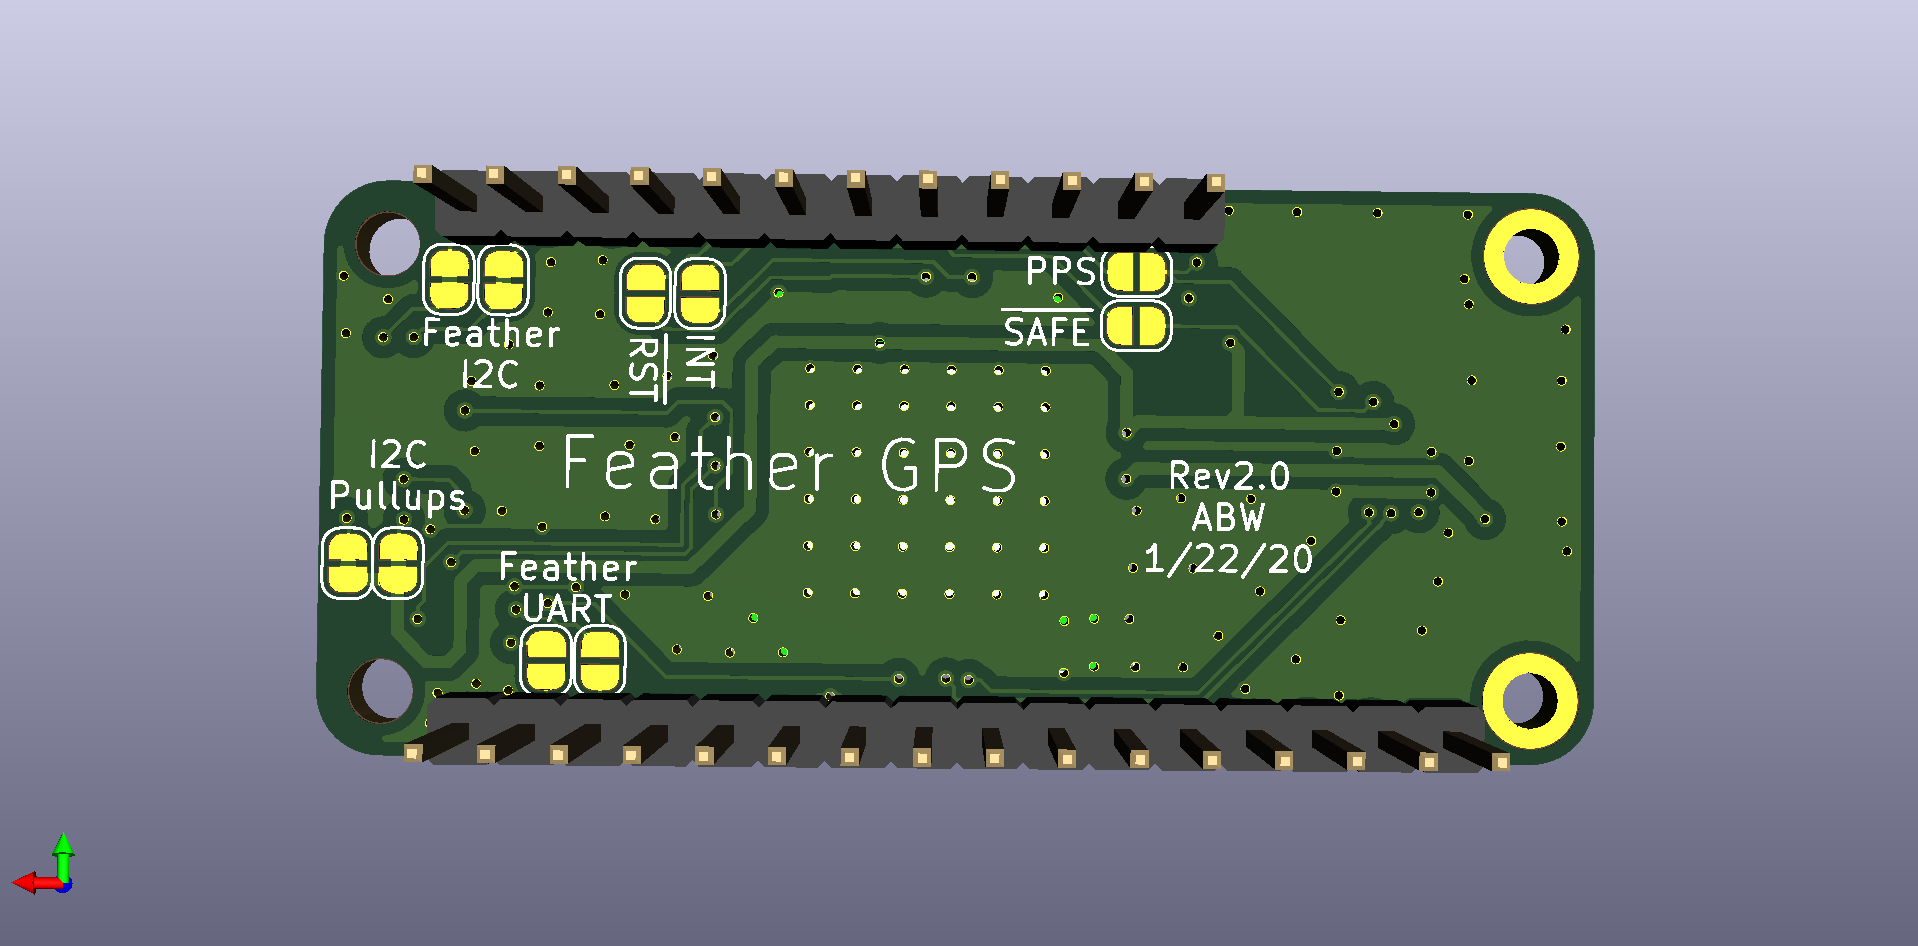 PPS
SAFE
Feather
I2C
RST
INT
I2C
Pullups
Feather GPS
Rev2.0
ABW
1/22/20
Feather
UART